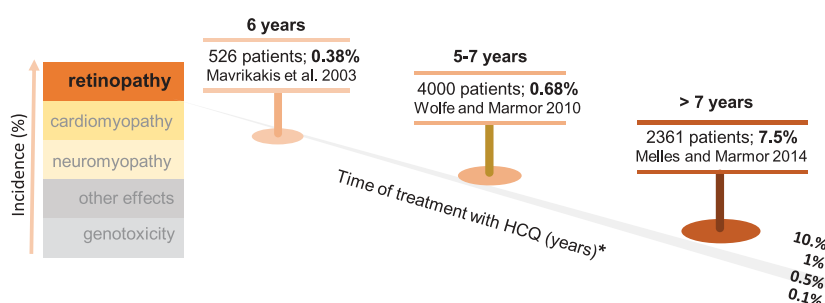 6 years
526 patients; 0.38%
Mavrikakis et al. 2003
5-7 years
4000 patients; 0.68%
Wolfe and Marmor 2010
> 7 years
2361 patients; 7.5%
Melles and Marmor 2014
Incidence (%)
retinopathy
cardiomyopathy
neuromyopathy
other effects
genotoxicity
Time of treatment with HCQ (years)*
10.%
1%
0.5%
0.1%